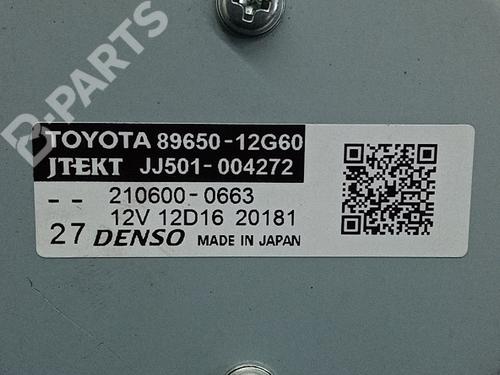 B-PARTS
TOYOTA 89650-12G60
JTEKT JJ501-004272
-- 210600-0663
12V 12D16 20181
27 DENSO MADE IN JAPAN